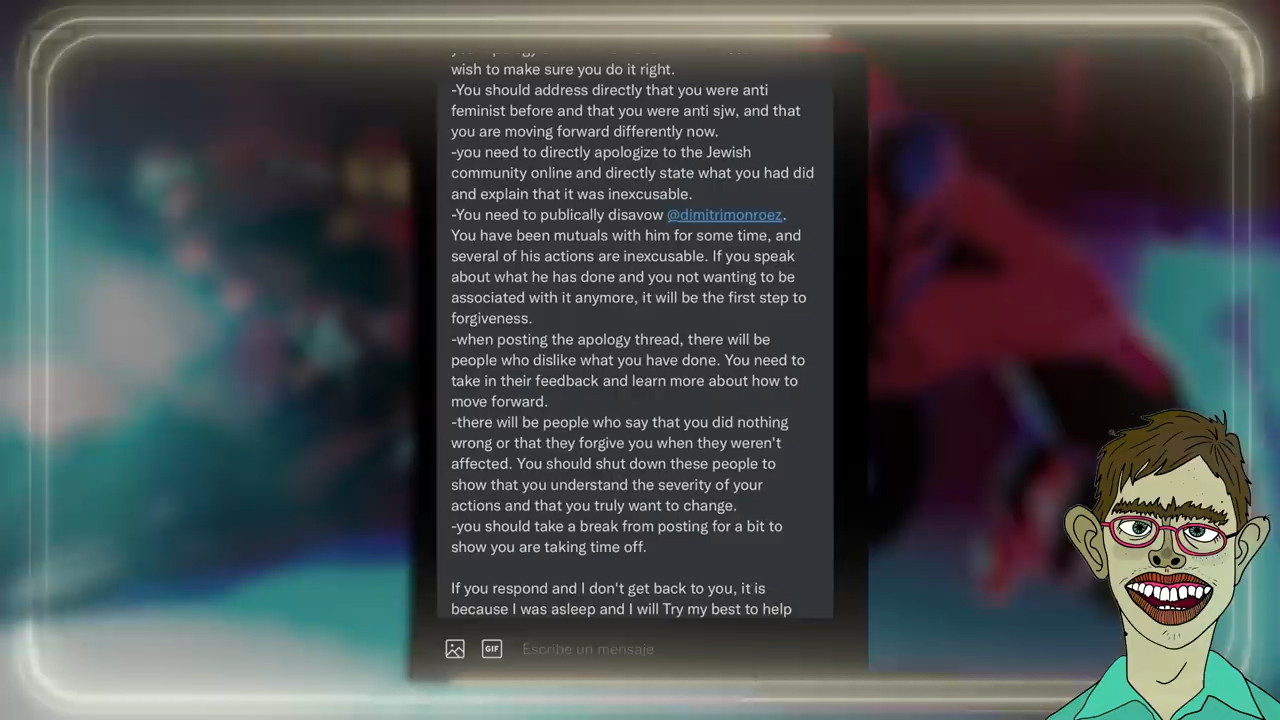 wish to make sure you do it right.
-You should address directly that you were anti
feminist before and that you were anti sjw, and that
you are moving forward differently now.
-you need to directly apologize to the Jewish
community online and directly state what you had did
and explain that it was inexcusable.
-You need to publically disavow @dimitrimonroez.
You have been mutuals with him for some time, and
several of his actions are inexcusable. If you speak
about what he has done and you not wanting to be
associated with it anymore, it will be the first step to
forgiveness.
-when posting the apology thread, there will be
people who dislike what you have done. You need to
take in their feedback and learn more about how to
move forward.
-there will be people who say that you did nothing
wrong or that they forgive you when they weren't
affected. You should shut down these people to
show that you understand the severity of your
actions and that you truly want to change.
-you should take a break from posting for a bit to
show you are taking time off.
If you respond and I don't get back to you, it is
because I was asleep and I will Try my best to help
GIF
Escribe un mensaje